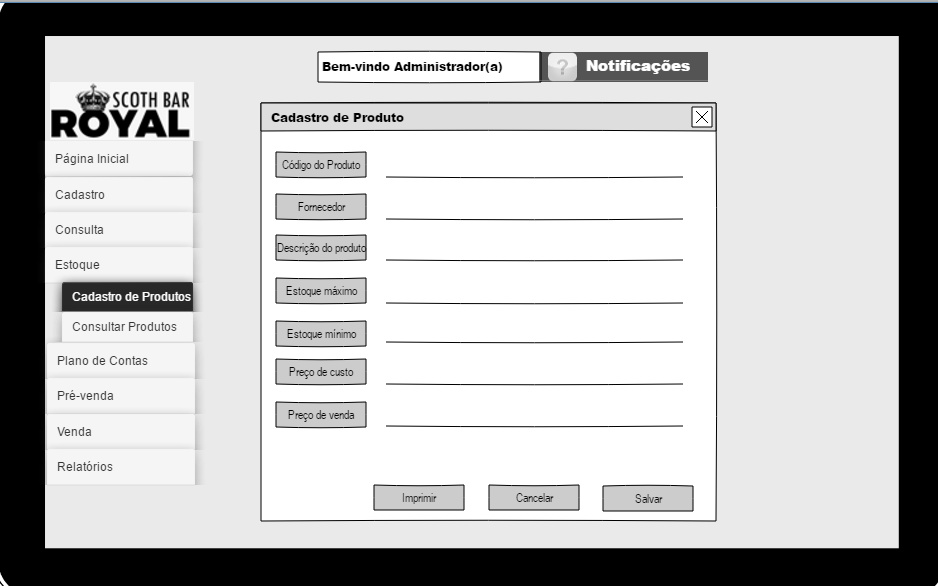 Bem-vindo Administrador(a)
?
Notificações
SCOTH BAR
ROYAL
Página Inicial
Cadastro
Consulta
Estoque
Cadastro de Produtos
Consultar Produtos
Plano de Contas
Pré-venda
Venda
Relatórios
Cadastro de Produto
Código do Produto
Fornecedor
Descrição do produto
Estoque máximo
Estoque mínimo
Preço de custo
Preço de venda
Imprimir
Cancelar
Salvar